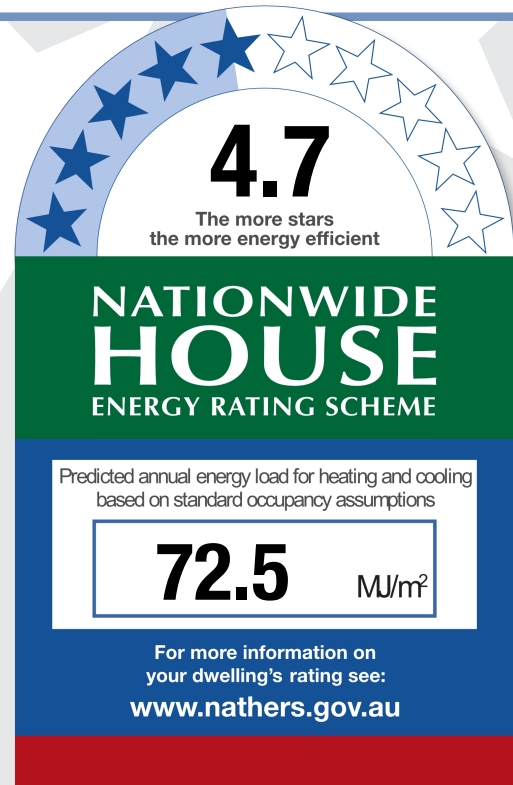 4.7
The more stars
the more energy efficient
NATIONWIDE
HOUSE
ENERGY RATING SCHEME
Predicted annual energy load for heating and cooling
based on standard occupancy assumptions
72.5 MJ/m²
For more information on
your dwelling's rating see:
www.nathers.gov.au